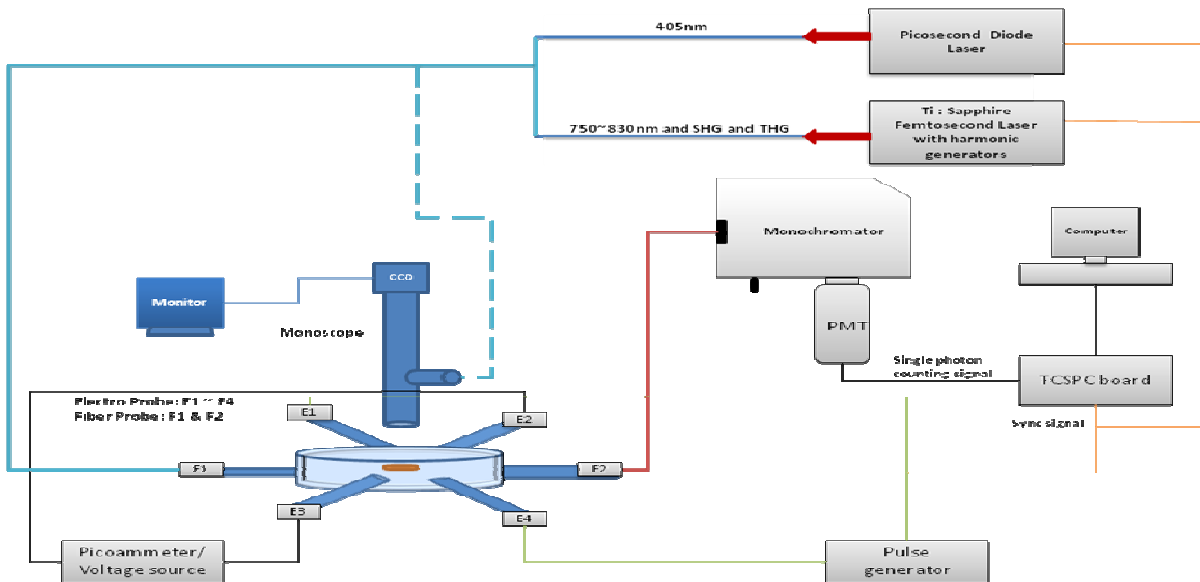 405nm
Picosecond Diode
Laser
750~830nm and SHG and THG
Ti : Sapphire
Femtosecond Laser
with harmonic
generators
Monochromator
Computer
CCD
Monitor
Monoscope
PMT
Single photon
counting signal
TCSPC board
Sync signal
Electro Probe: E1 ~ E4
Fiber Probe: F1 & F2
E1
E2
F1
F2
E3
E4
Picoammeter/
Voltage source
Pulse
generator